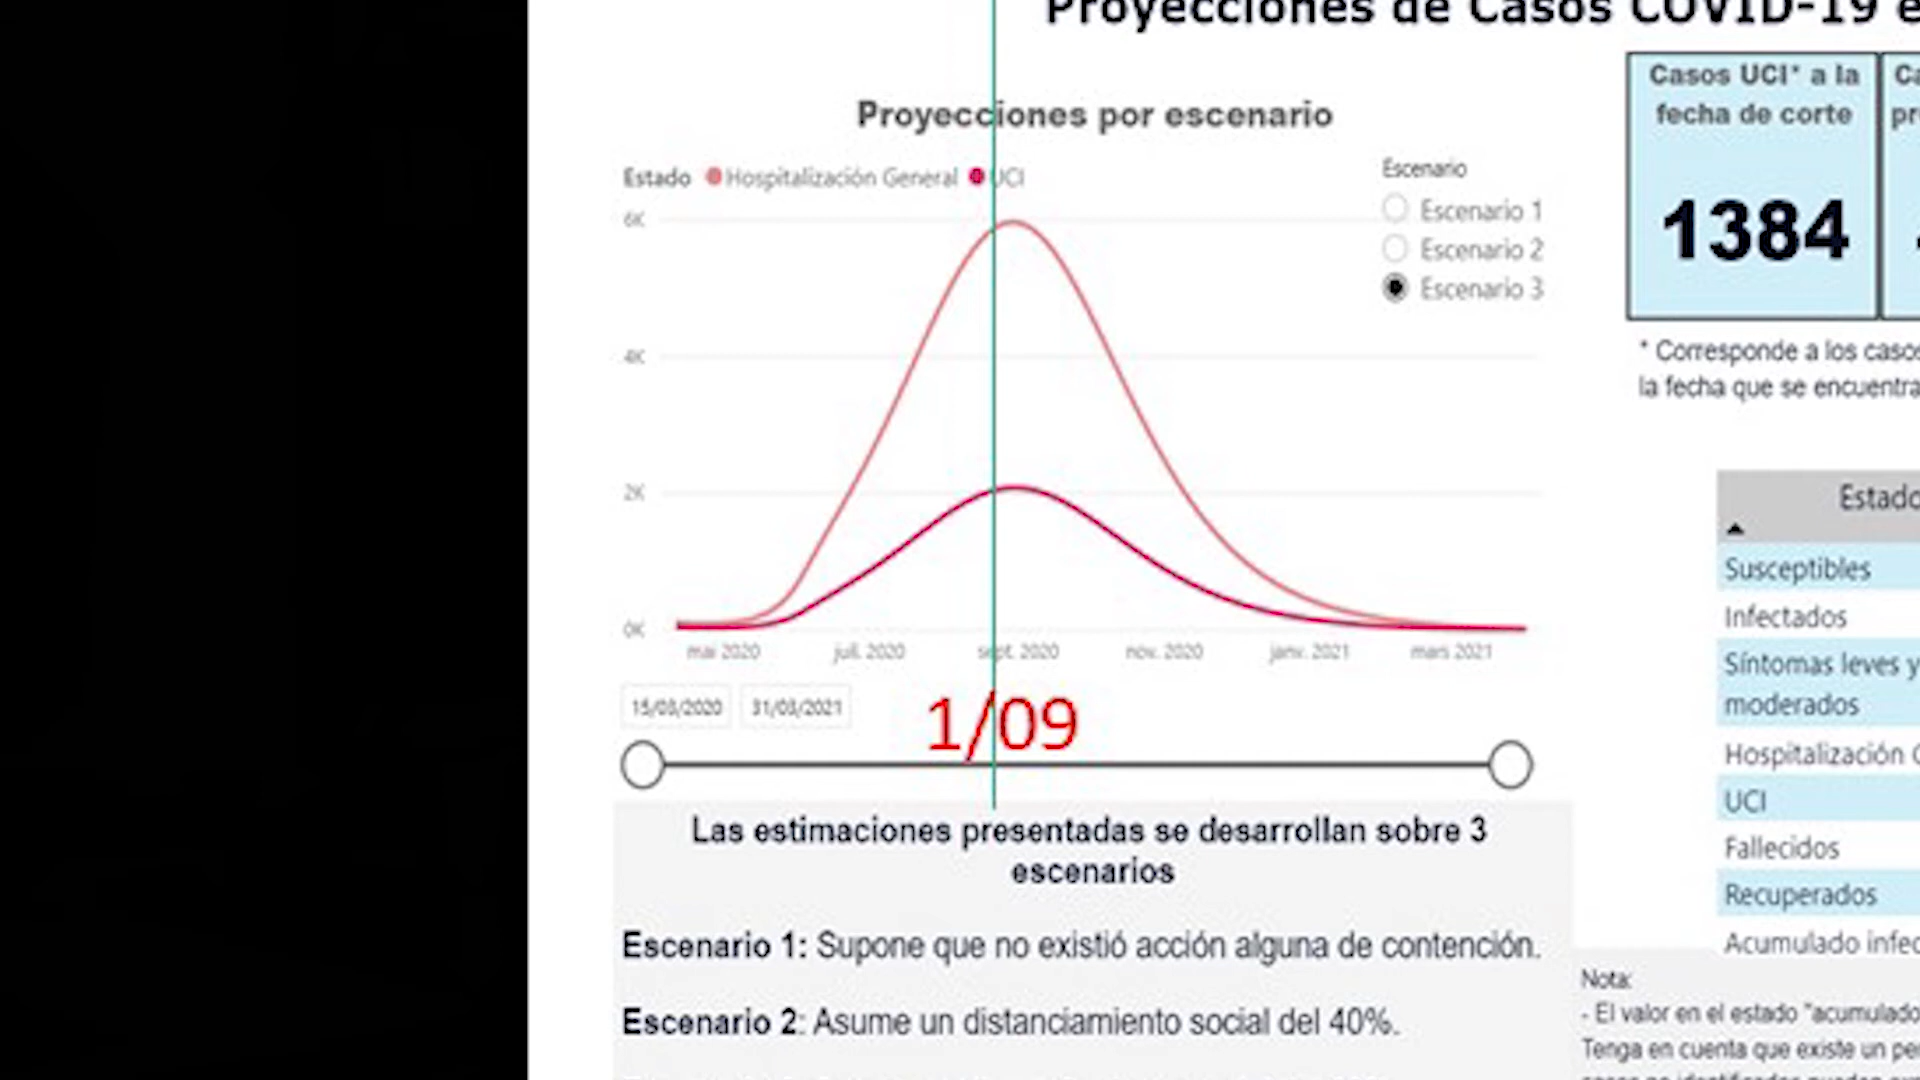 Proyecciones de Casos COVID-19 e
Proyecciones por escenario
Estado Hospitalización General UCI
Escenario
Escenario 1
Escenario 2
Escenario 3
6K
4K
2K
0K
mai 2020 juil. 2020 sept. 2020 nov. 2020 janv. 2021 mars 2021
15/03/2020 31/03/2021
1/09
Las estimaciones presentadas se desarrollan sobre 3
escenarios
Escenario 1: Supone que no existió acción alguna de contención.
Escenario 2: Asume un distanciamiento social del 40%.
Casos UCI* a la
fecha de corte
1384
* Corresponde a los casos
la fecha que se encuentra
Estado
Susceptibles
Infectados
Síntomas leves y
moderados
Hospitalización
UCI
Fallecidos
Recuperados
Acumulado infec
Nota:
- El valor en el estado "acumulado
Tenga en cuenta que existe un pe